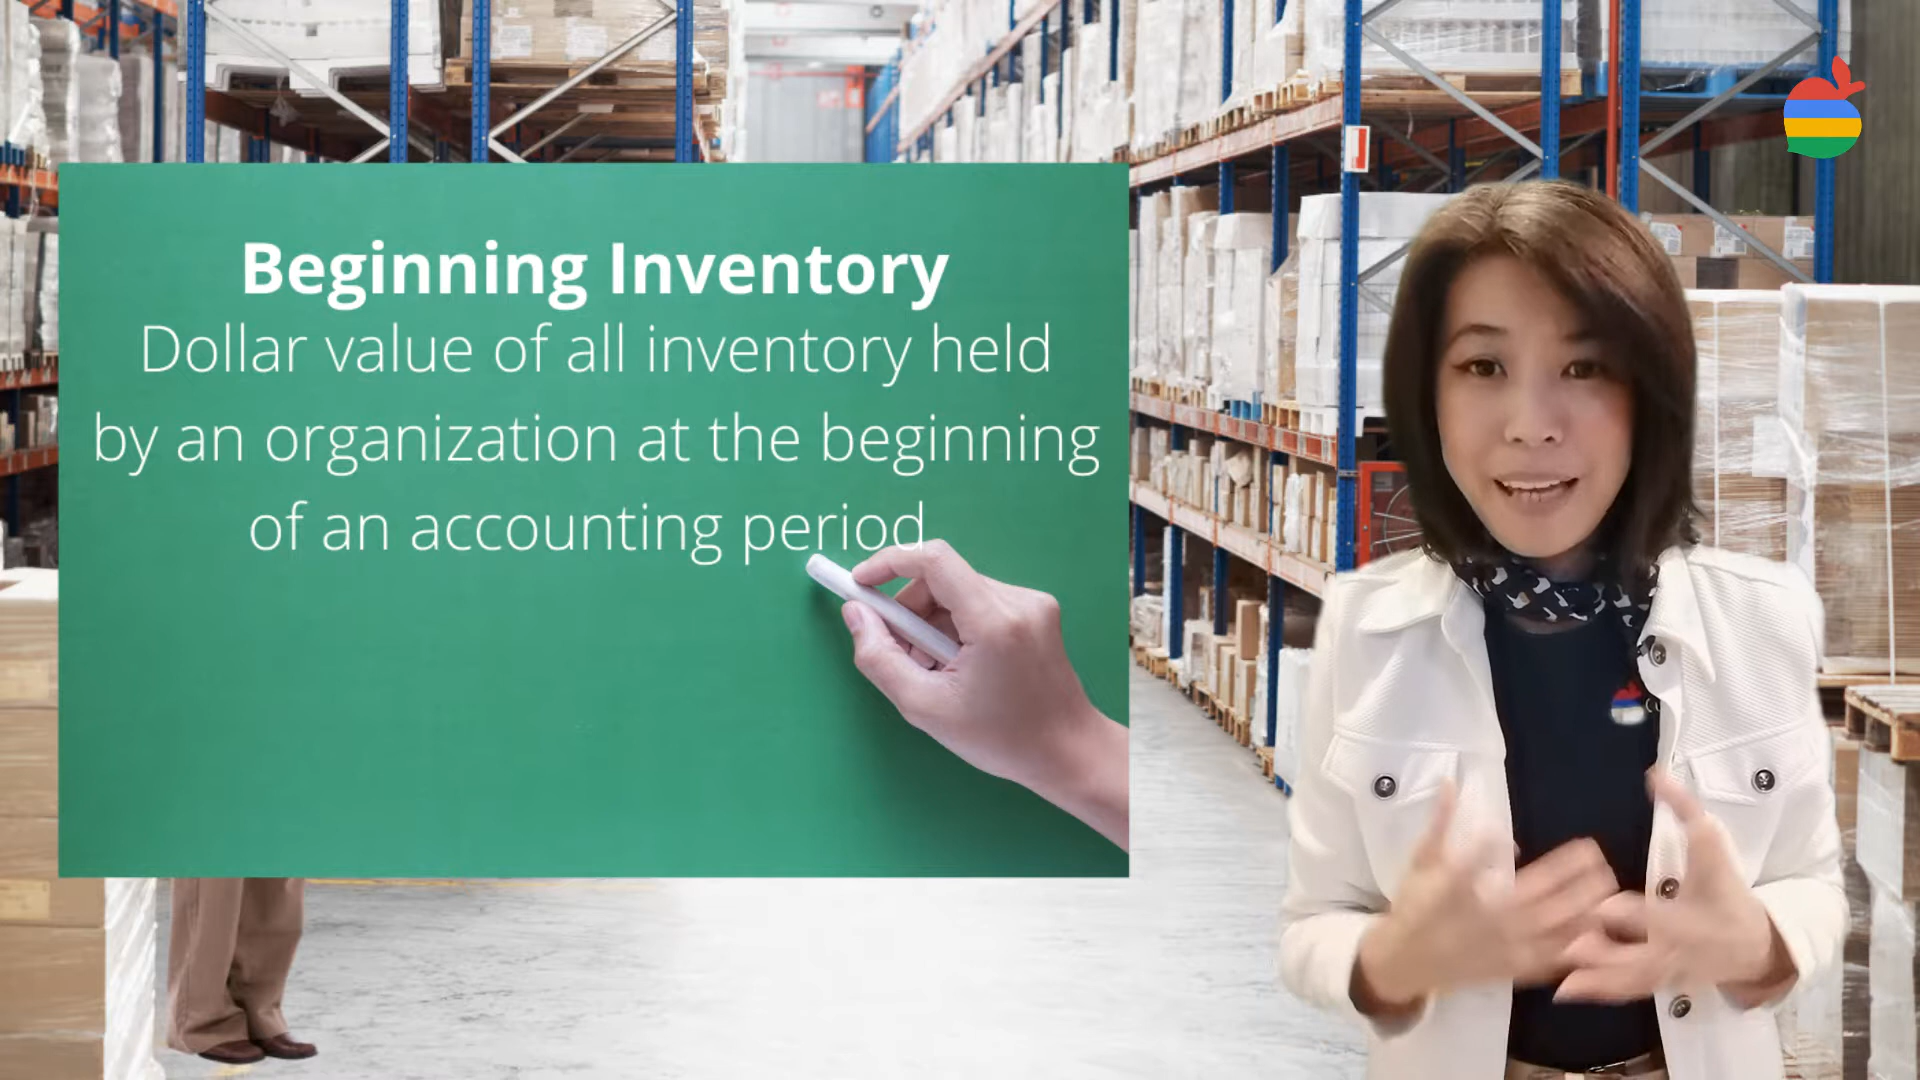 Beginning Inventory
Dollar value of all inventory held
by an organization at the beginning
of an accounting period